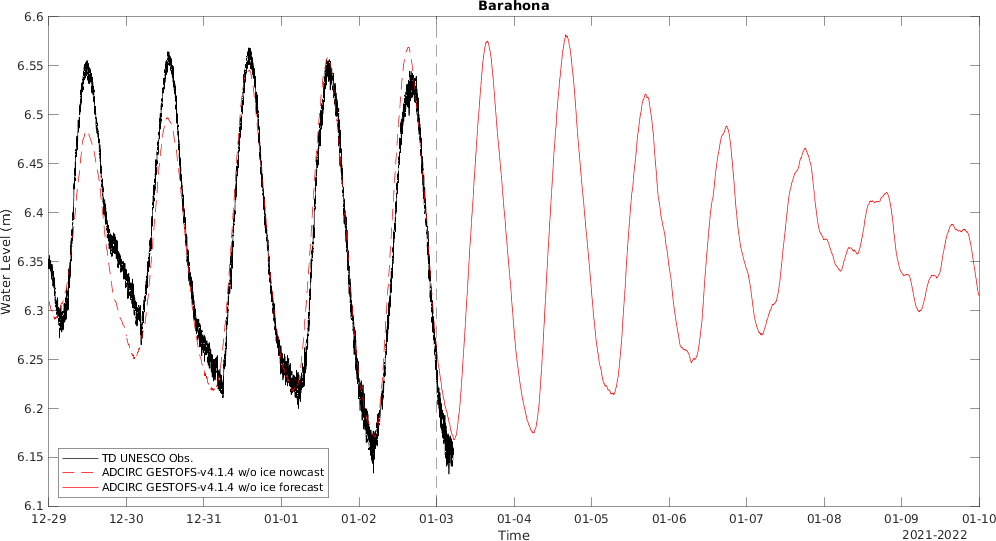 Barahona
6.6
6.55
6.5
6.45
6.4
6.35
6.3
6.25
6.2
6.15
6.1
Water Level (m)
TD UNESCO Obs.
ADCIRC GESTOFS-v4.1.4 w/o ice nowcast
ADCIRC GESTOFS-v4.1.4 w/o ice forecast
12-29 12-30 12-31 01-01 01-02 01-03 01-04 01-05 01-06 01-07 01-08 01-09 01-10
Time
2021-2022